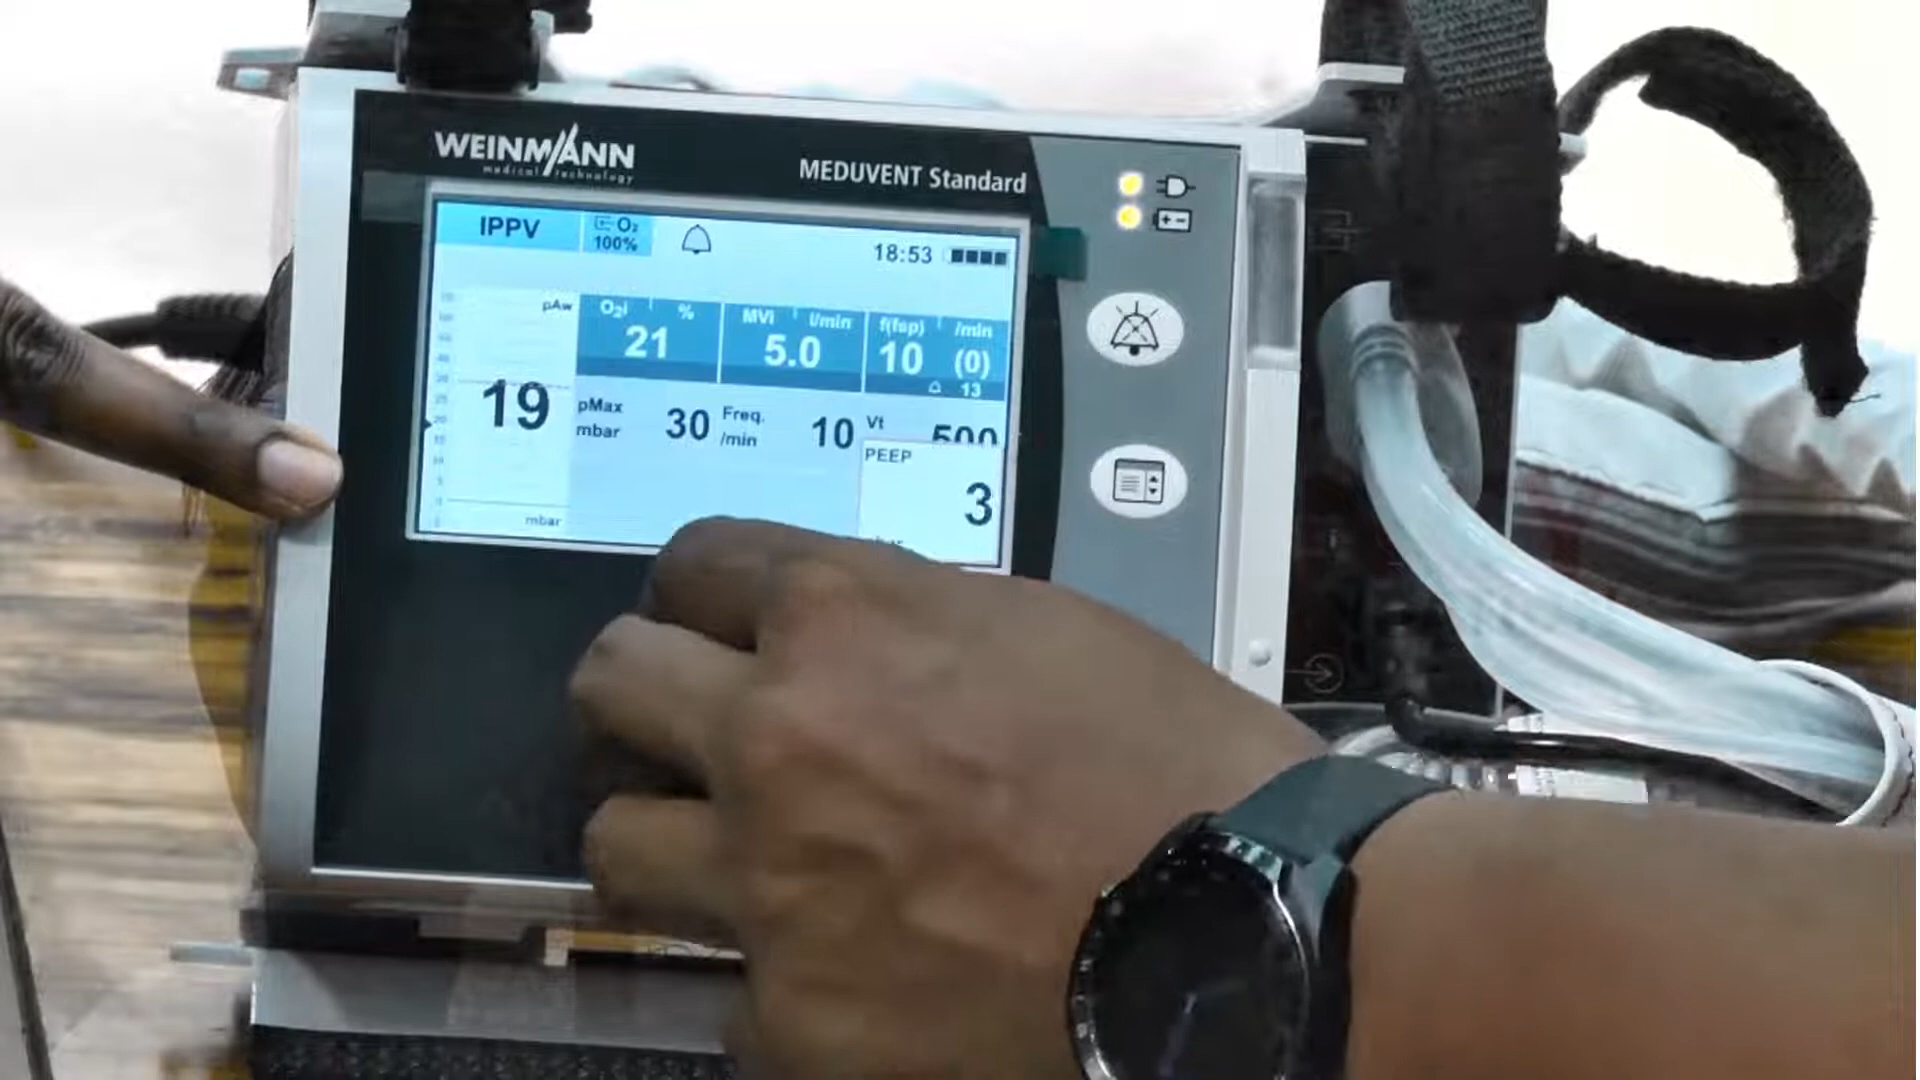 WEINMANN
medical technology
MEDUVENT Standard
IPPV
O₂
100%
18:53
pAw
O₂i %
21
MVi l/min
5.0
f(fsp) /min
10 (0)
13
19
pMax
mbar
30
Freq.
/min
10
Vt
500
PEEP
3
mbar